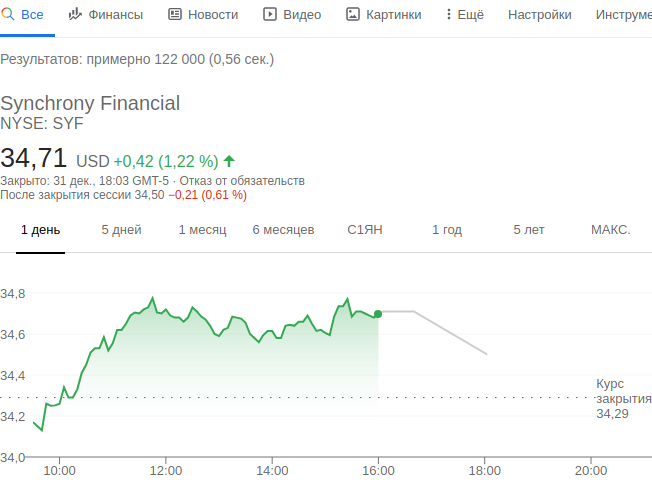 Все Финансы Новости Видео Картинки Ещё Настройки Инструме
Результатов: примерно 122 000 (0,56 сек.)
Synchrony Financial
NYSE: SYF
34,71 USD +0,42 (1,22 %)
Закрыто: 31 дек., 18:03 GMT-5 · Отказ от обязательств
После закрытия сессии 34,50 −0,21 (0,61 %)
1 день 5 дней 1 месяц 6 месяцев С1ЯН 1 год 5 лет МАКС.
34,8
34,6
34,4
Курс
закрытия
34,29
34,2
34,0
10:00 12:00 14:00 16:00 18:00 20:00